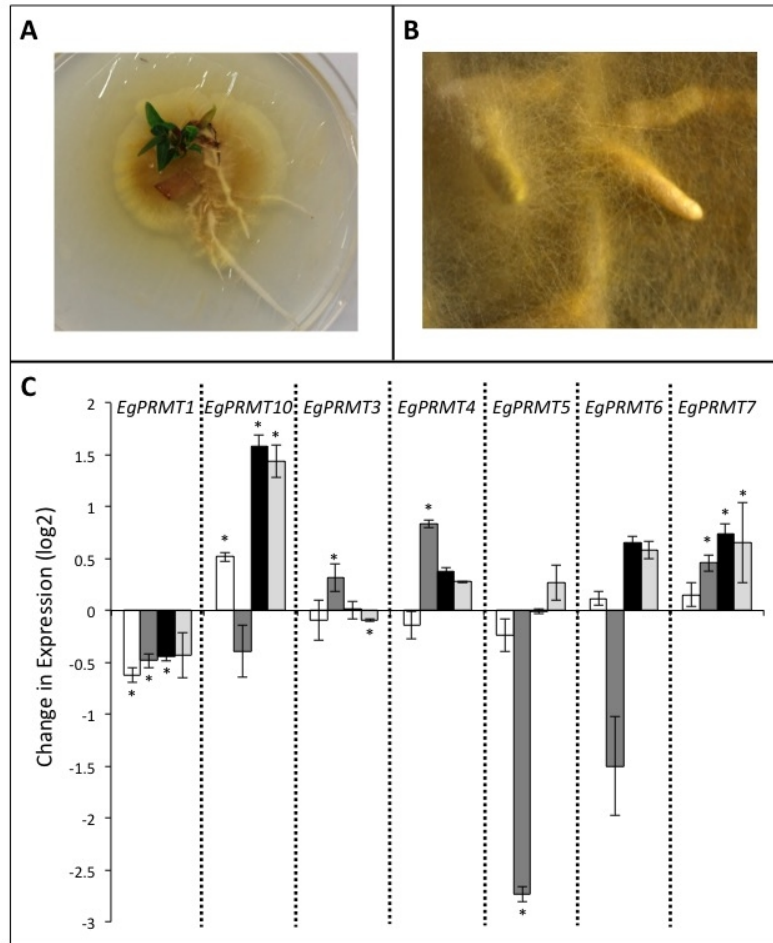 A
B
C
EgPRMT1 EgPRMT10 EgPRMT3 EgPRMT4 EgPRMT5 EgPRMT6 EgPRMT7
Change in Expression (log2)
2
1.5
1
0.5
0
-0.5
-1
-1.5
-2
-2.5
-3
* * * * * * * * * * * * *